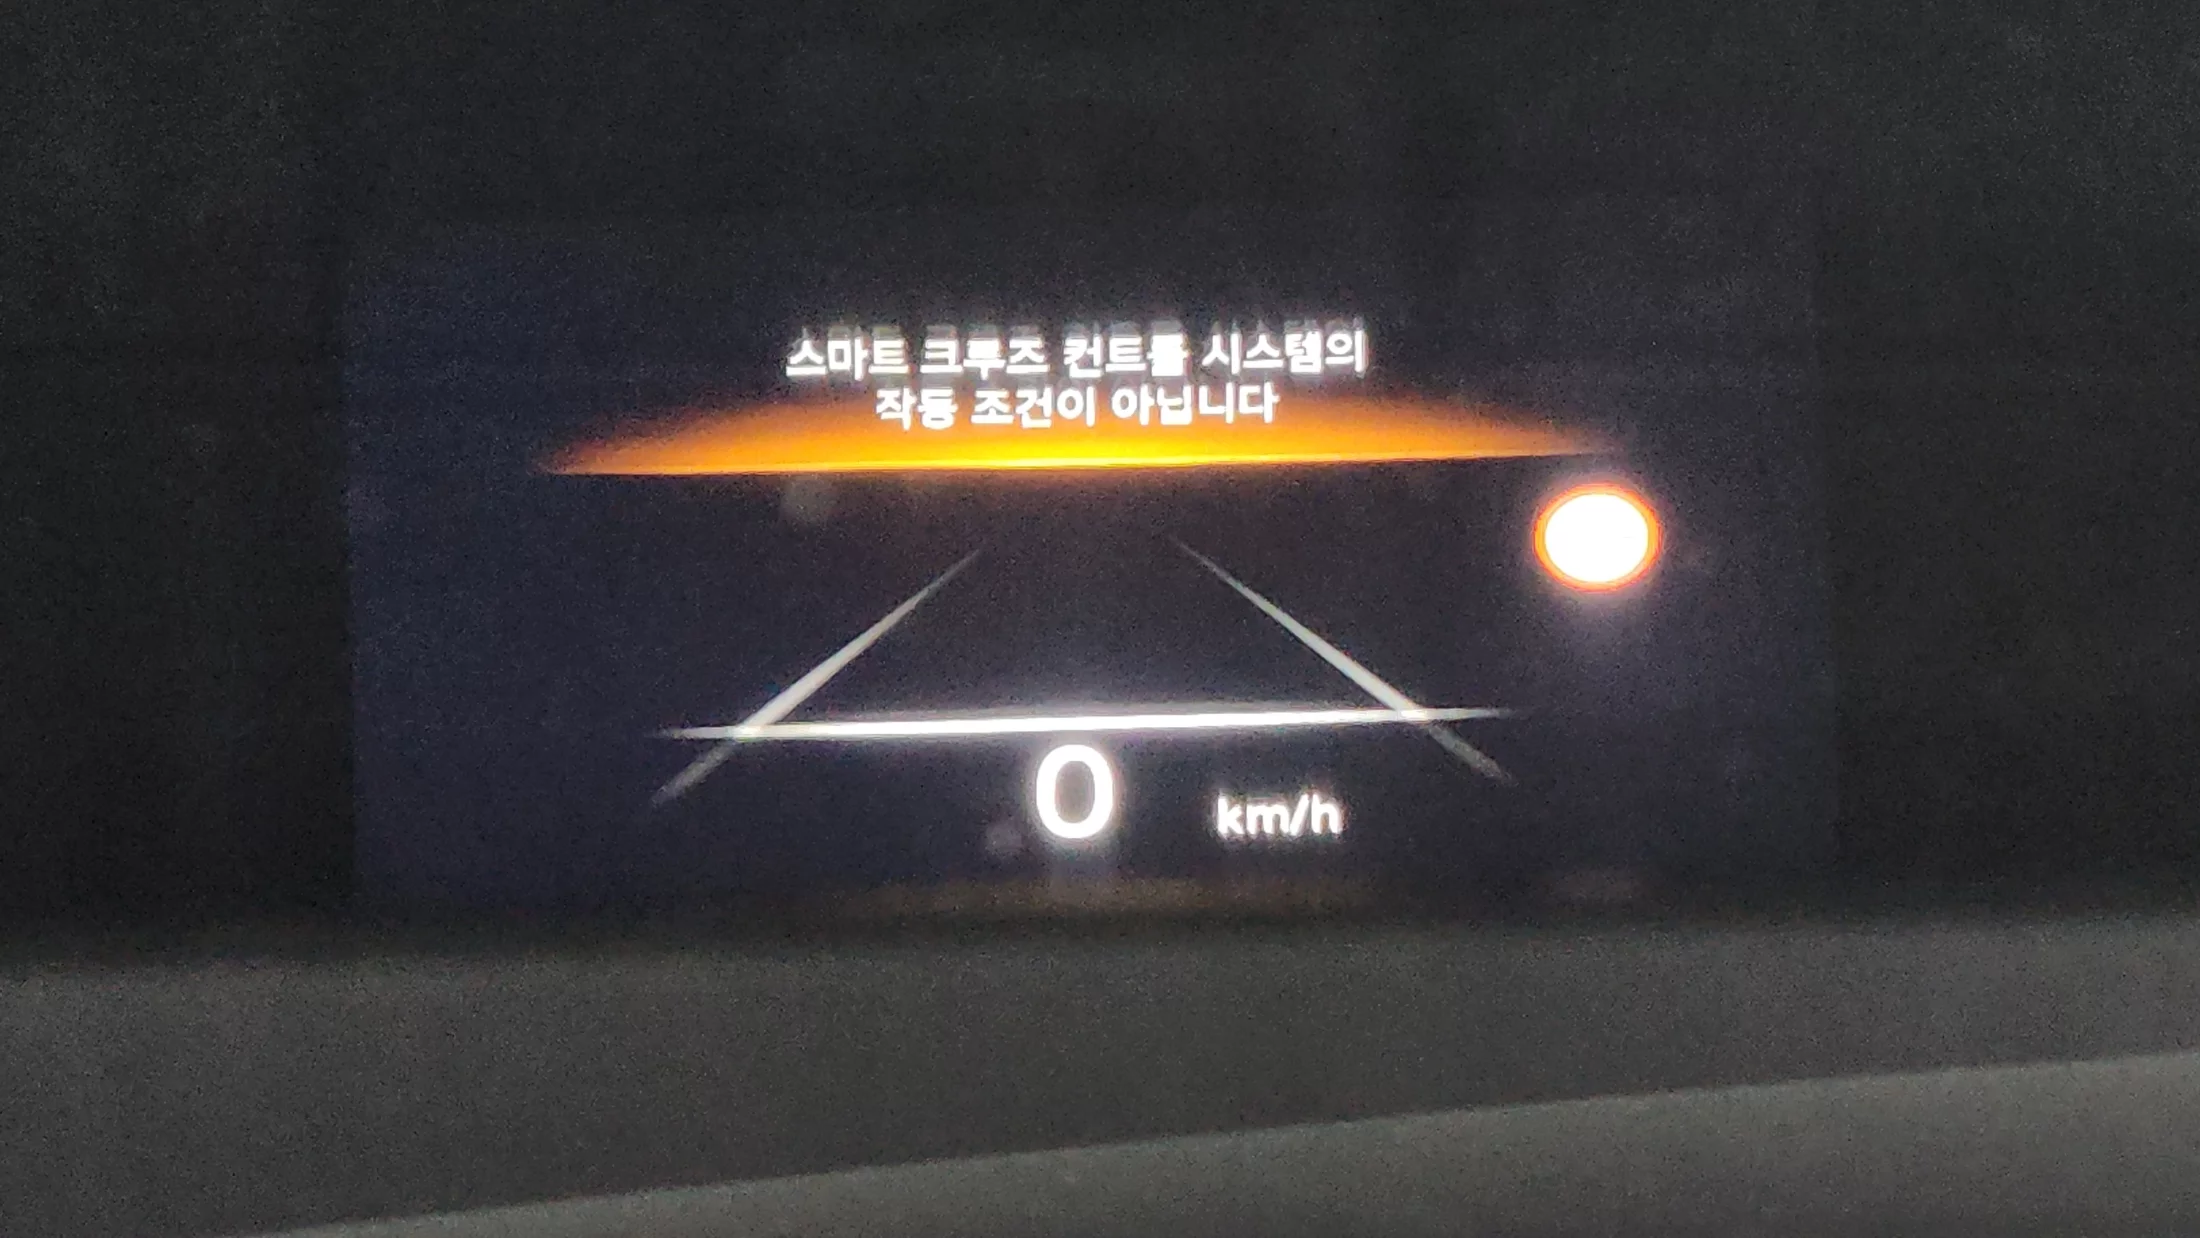 스마트 크루즈 컨트롤 시스템의
작동 조건이 아닙니다
0 km/h